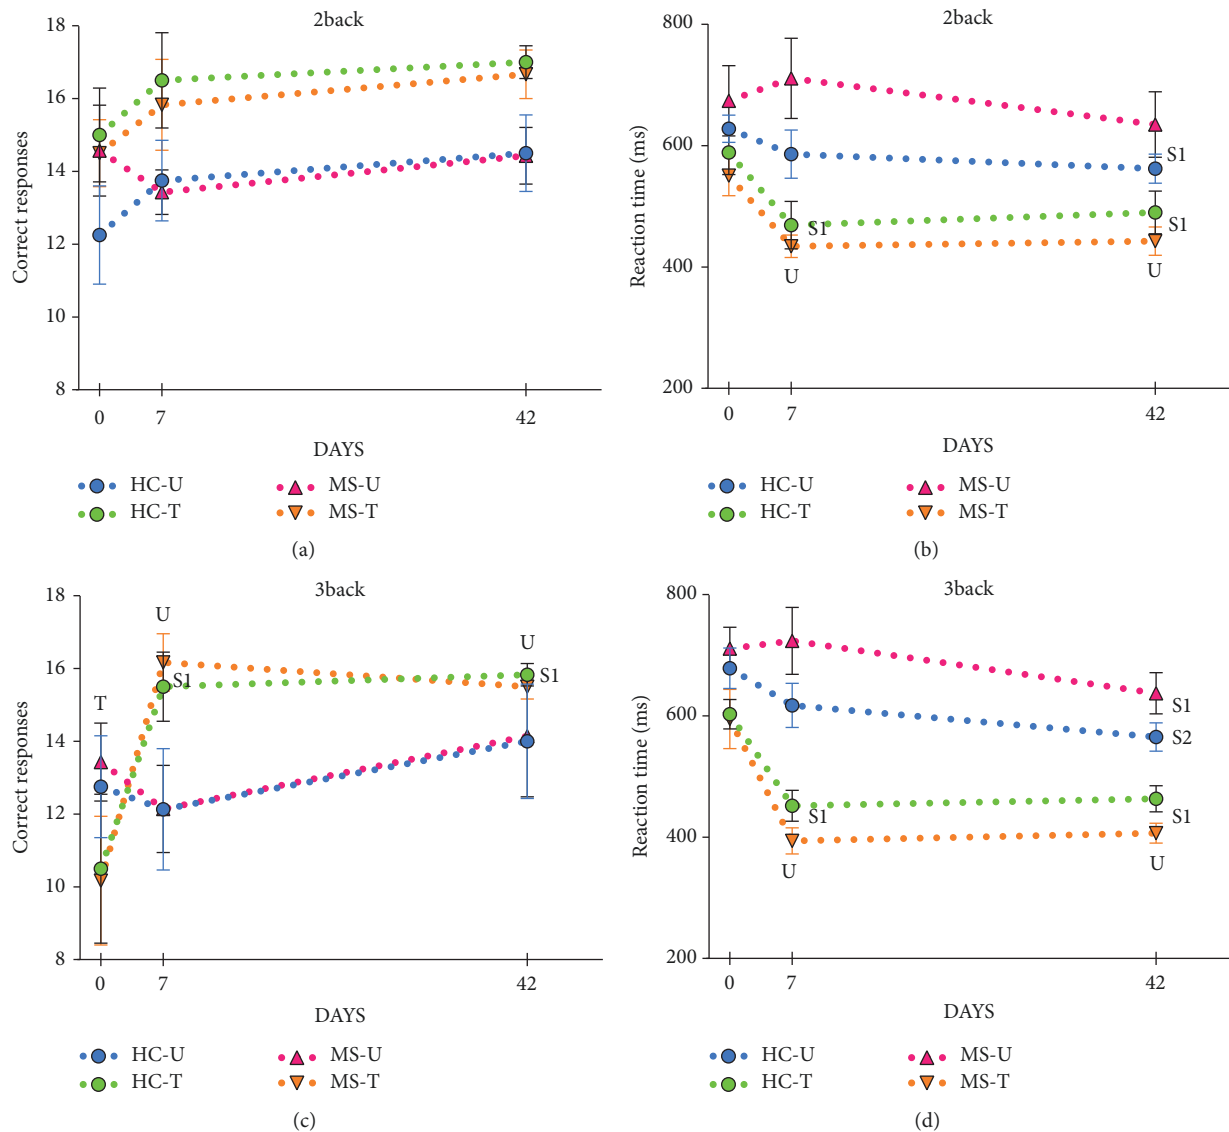 2back
18
16
14
12
10
8
Correct responses
0 7 42
DAYS
HC-U MS-U
HC-T MS-T
(a)
2back
800
600
400
200
Reaction time (ms)
S1
S1 S1
U U
0 7 42
DAYS
HC-U MS-U
HC-T MS-T
(b)
3back
18
16
14
12
10
8
Correct responses
U U
T S1 S1
0 7 42
DAYS
HC-U MS-U
HC-T MS-T
(c)
3back
800
600
400
200
Reaction time (ms)
S1
S2
S1 S1
U U
0 7 42
DAYS
HC-U MS-U
HC-T MS-T
(d)